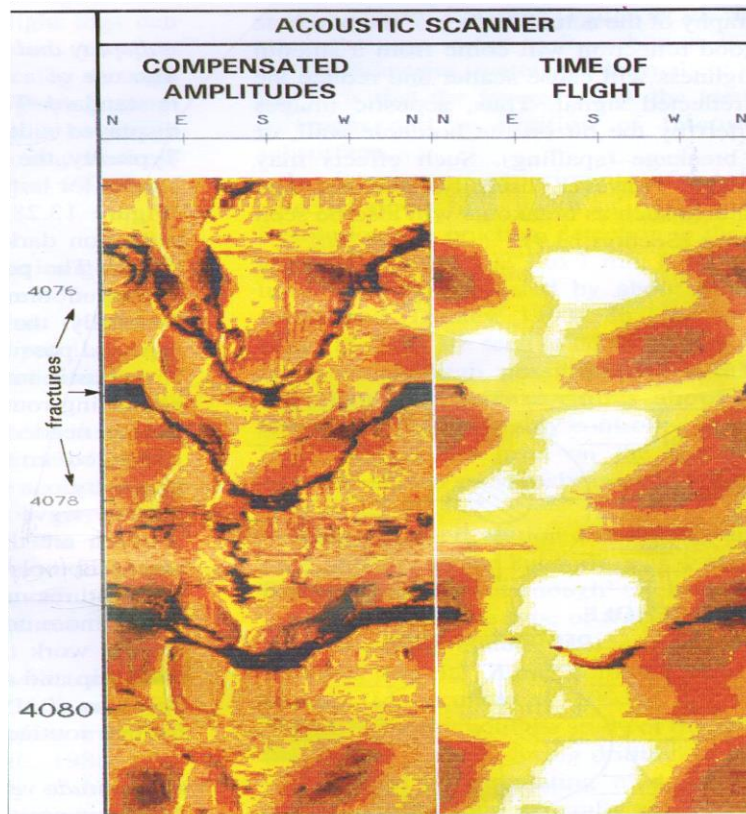 ACOUSTIC SCANNER
COMPENSATED
AMPLITUDES
TIME OF
FLIGHT
N E S W N N E S W N
4076
fractures
4078
4080